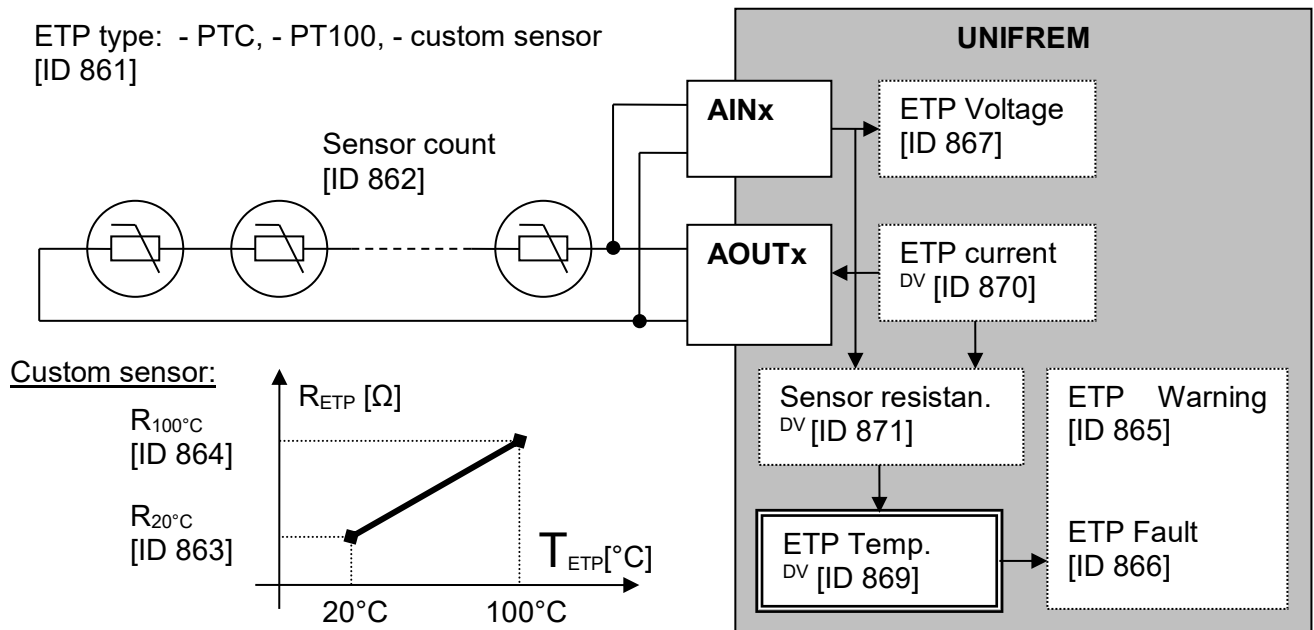 ETP type: - PTC, - PT100, - custom sensor
[ID 861]
UNIFREM
AINx
ETP Voltage
[ID 867]
Sensor count
[ID 862]
AOUTx
ETP current
DV [ID 870]
Custom sensor:
RETP [Ω]
R100°C
[ID 864]
R20°C
[ID 863]
TETP[°C]
20°C
100°C
Sensor resistan.
DV [ID 871]
ETP Warning
[ID 865]
ETP Temp.
DV [ID 869]
ETP Fault
[ID 866]